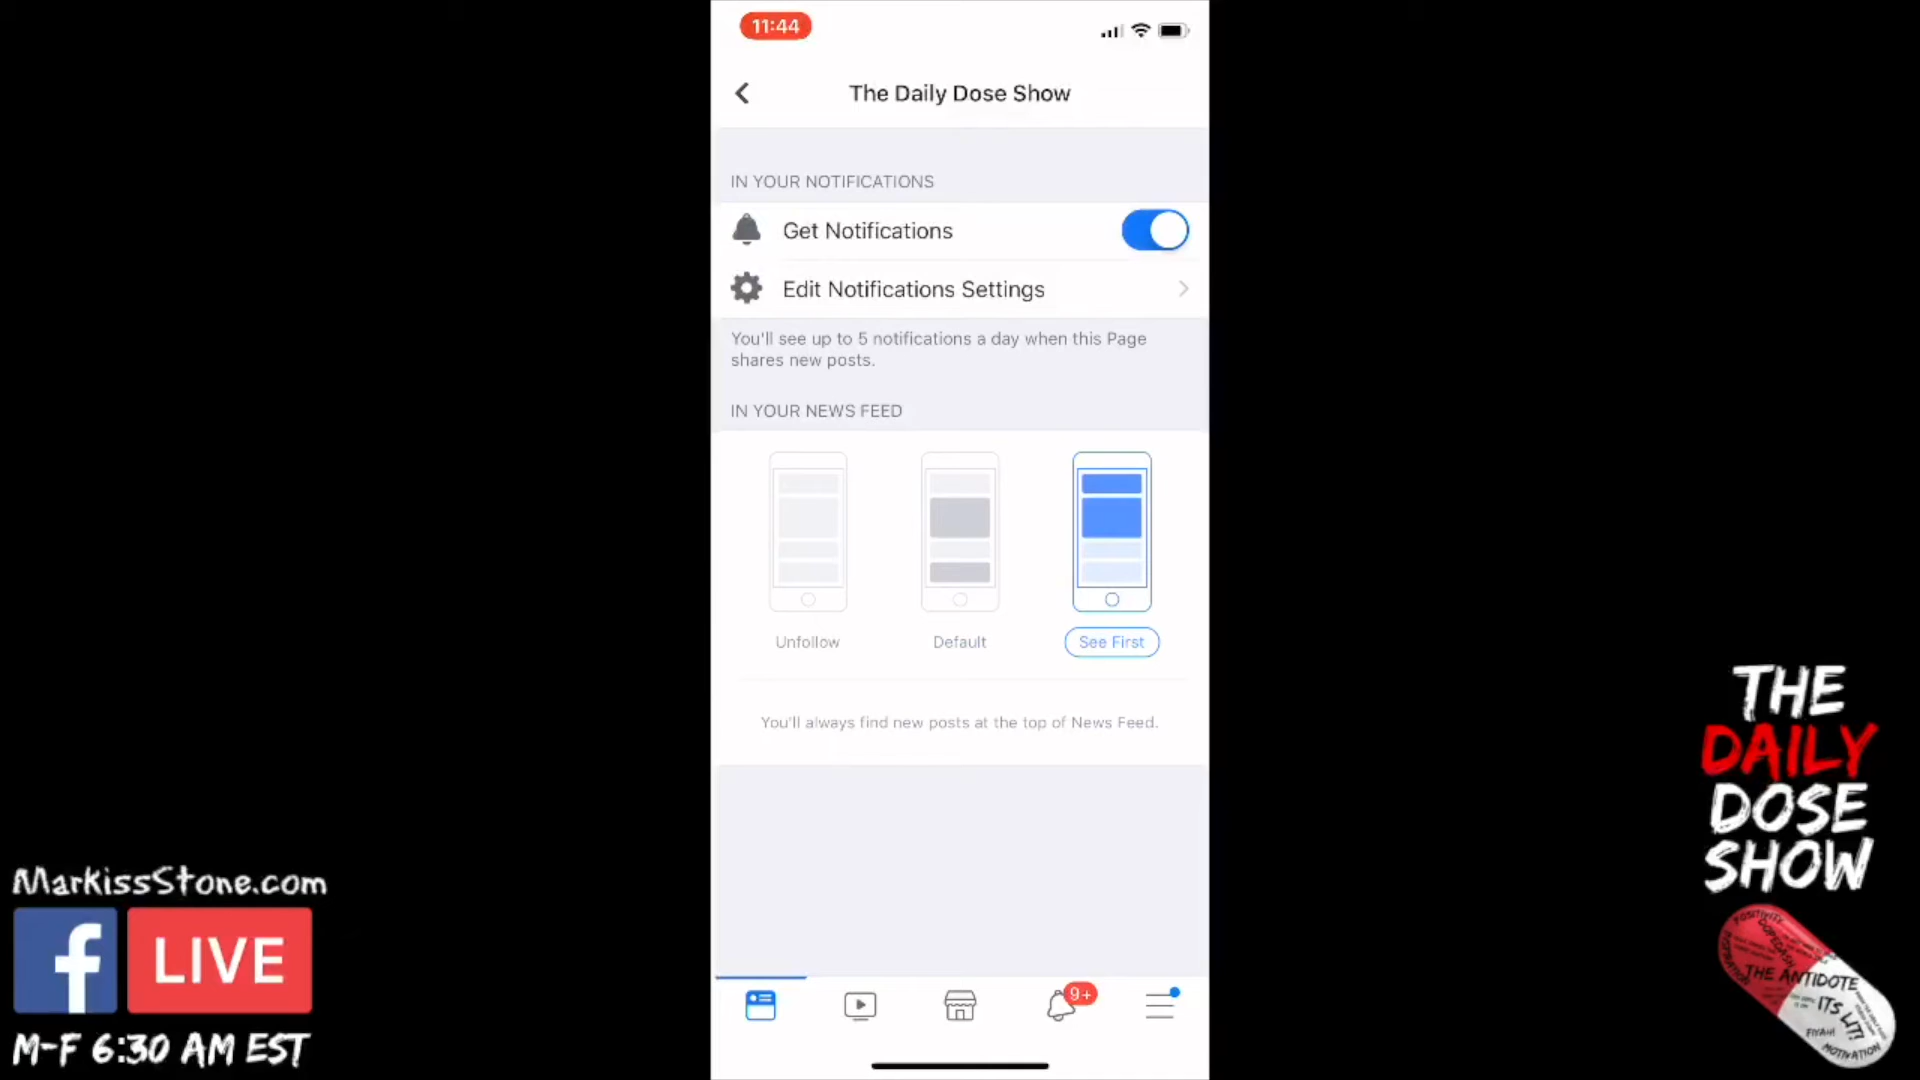 11:44
The Daily Dose Show
IN YOUR NOTIFICATIONS
Get Notifications
Edit Notifications Settings
You'll see up to 5 notifications a day when this Page
shares new posts.
IN YOUR NEWS FEED
Unfollow
Default
See First
You'll always find new posts at the top of News Feed.
9+
MarkissStone.com
f LIVE
M-F 6:30 AM EST
THE
DAILY
DOSE
SHOW
POSITIVITY
THE ANTIDOTE
ITS LIT!
FIYAH!
MOTIVATION